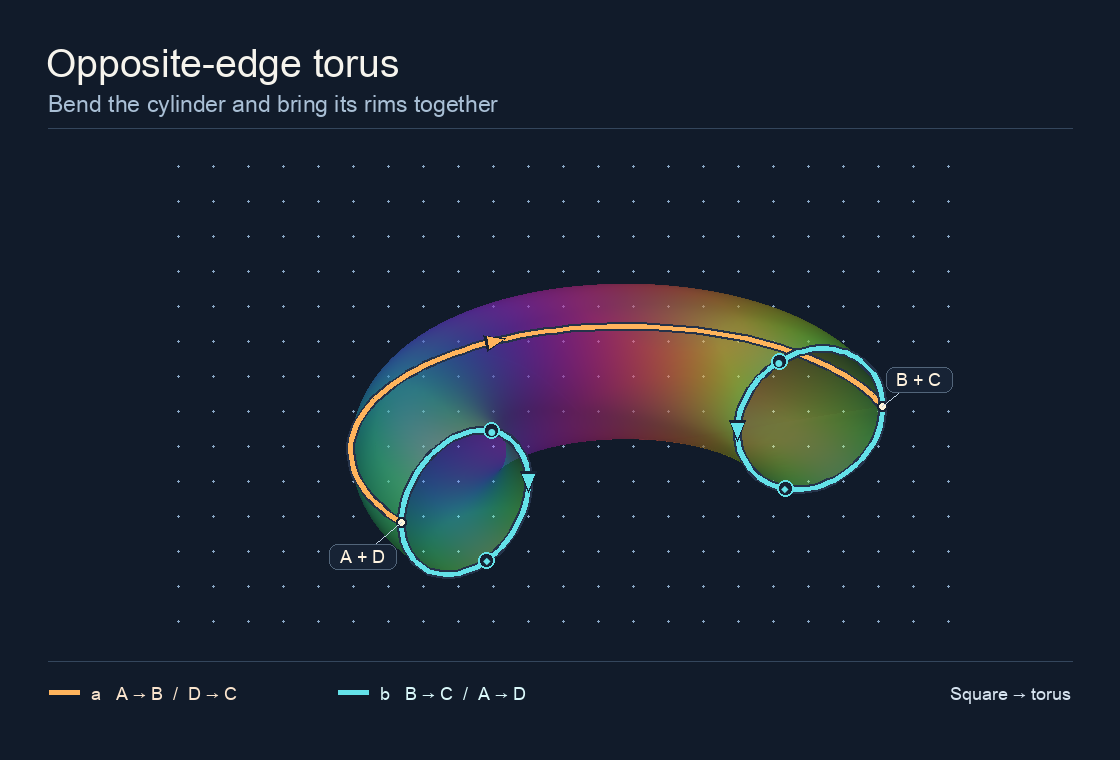 Opposite-edge torus
Bend the cylinder and bring its rims together
B + C
A + D
a A→B / D→C
b B→C / A→D
Square→torus